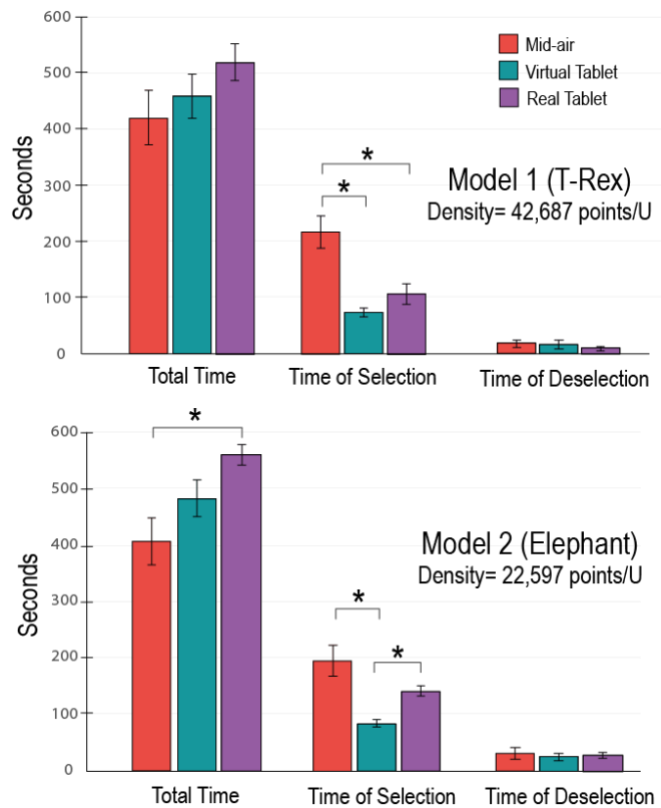 600
Mid-air
Virtual Tablet
500
Real Tablet
400
*
*
300
Model 1 (T-Rex)
Density= 42,687 points/U
Seconds
200
100
0
Total Time
Time of Selection
Time of Deselection
*
600
500
Model 2 (Elephant)
Density= 22,597 points/U
400
Seconds
300
*
*
200
100
0
Total Time
Time of Selection
Time of Deselection